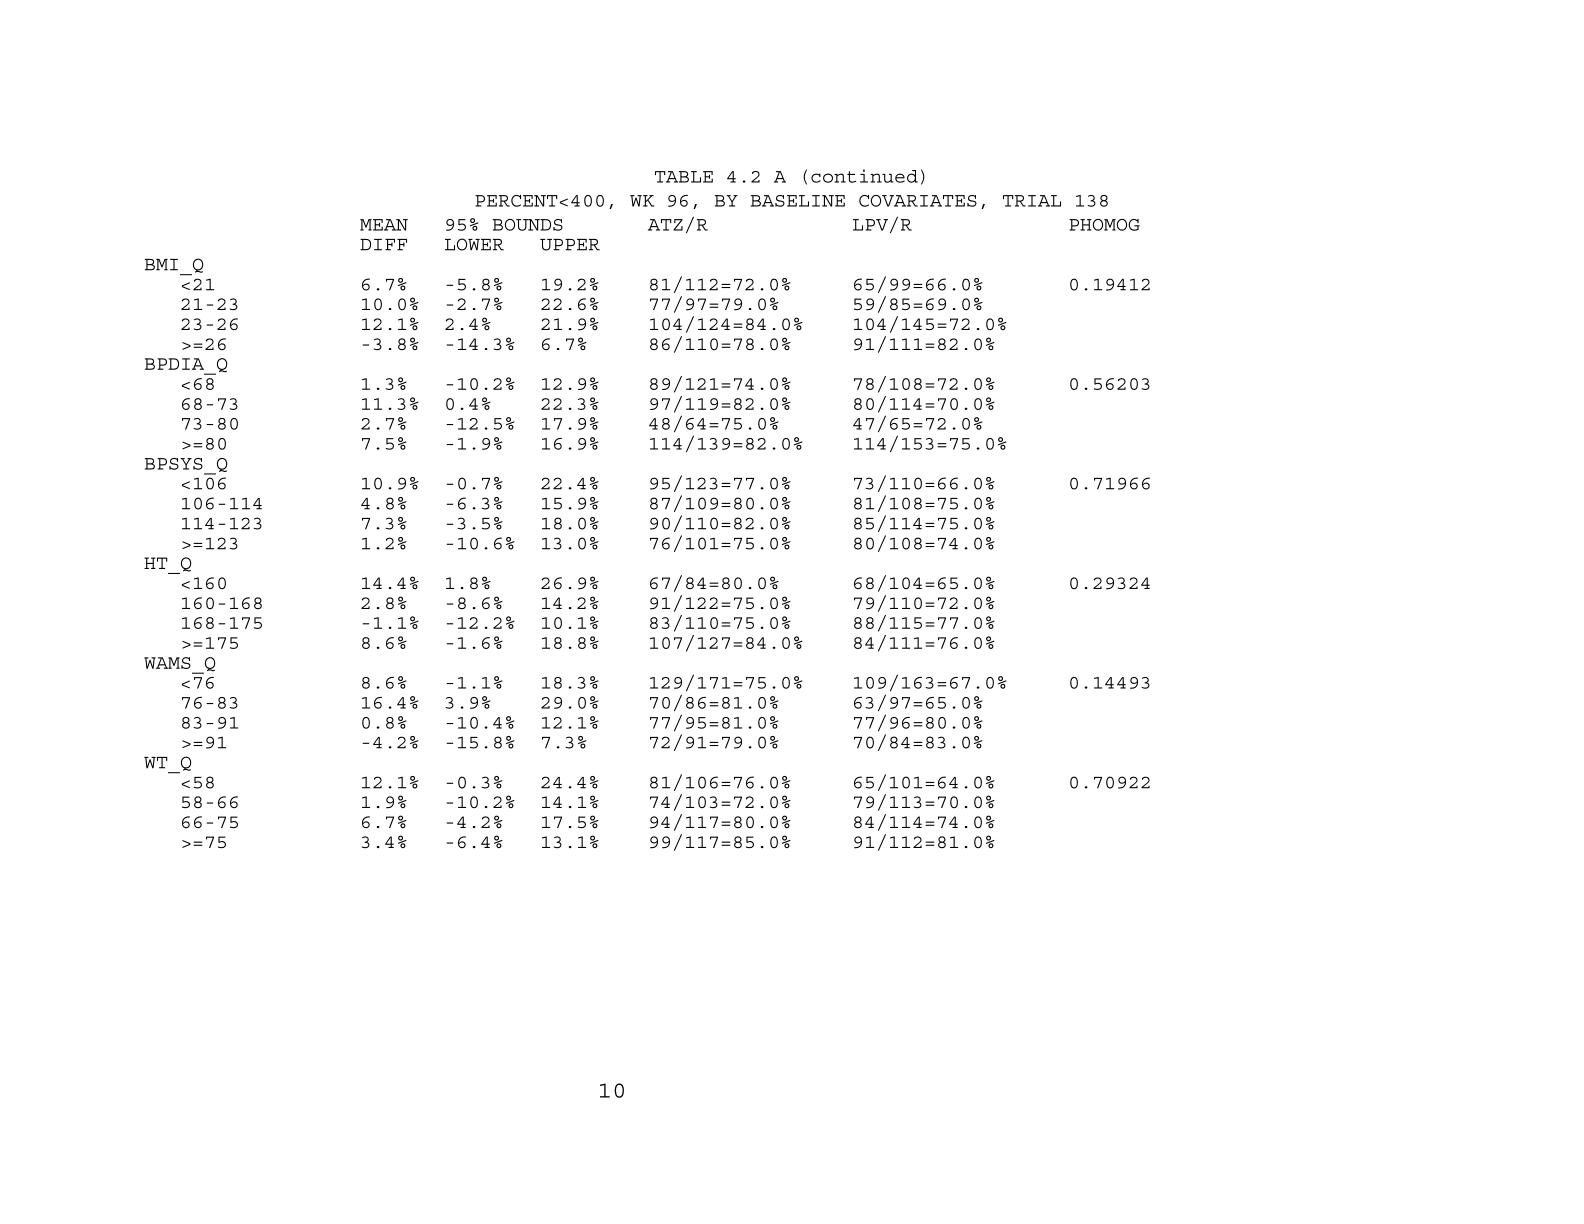 TABLE 4.2 A (continued)
PERCENT<400, WK 96, BY BASELINE COVARIATES, TRIAL 138
MEAN 95% BOUNDS ATZ/R LPV/R PHOMOG
DIFF LOWER UPPER
BMI_Q
<21 6.7% -5.8% 19.2% 81/112=72.0% 65/99=66.0% 0.19412
21-23 10.0% -2.7% 22.6% 77/97=79.0% 59/85=69.0%
23-26 12.1% 2.4% 21.9% 104/124=84.0% 104/145=72.0%
>=26 -3.8% -14.3% 6.7% 86/110=78.0% 91/111=82.0%
BPDIA_Q
<68 1.3% -10.2% 12.9% 89/121=74.0% 78/108=72.0% 0.56203
68-73 11.3% 0.4% 22.3% 97/119=82.0% 80/114=70.0%
73-80 2.7% -12.5% 17.9% 48/64=75.0% 47/65=72.0%
>=80 7.5% -1.9% 16.9% 114/139=82.0% 114/153=75.0%
BPSYS_Q
<106 10.9% -0.7% 22.4% 95/123=77.0% 73/110=66.0% 0.71966
106-114 4.8% -6.3% 15.9% 87/109=80.0% 81/108=75.0%
114-123 7.3% -3.5% 18.0% 90/110=82.0% 85/114=75.0%
>=123 1.2% -10.6% 13.0% 76/101=75.0% 80/108=74.0%
HT_Q
<160 14.4% 1.8% 26.9% 67/84=80.0% 68/104=65.0% 0.29324
160-168 2.8% -8.6% 14.2% 91/122=75.0% 79/110=72.0%
168-175 -1.1% -12.2% 10.1% 83/110=75.0% 88/115=77.0%
>=175 8.6% -1.6% 18.8% 107/127=84.0% 84/111=76.0%
WAMS_Q
<76 8.6% -1.1% 18.3% 129/171=75.0% 109/163=67.0% 0.14493
76-83 16.4% 3.9% 29.0% 70/86=81.0% 63/97=65.0%
83-91 0.8% -10.4% 12.1% 77/95=81.0% 77/96=80.0%
>=91 -4.2% -15.8% 7.3% 72/91=79.0% 70/84=83.0%
WT_Q
<58 12.1% -0.3% 24.4% 81/106=76.0% 65/101=64.0% 0.70922
58-66 1.9% -10.2% 14.1% 74/103=72.0% 79/113=70.0%
66-75 6.7% -4.2% 17.5% 94/117=80.0% 84/114=74.0%
>=75 3.4% -6.4% 13.1% 99/117=85.0% 91/112=81.0%
10